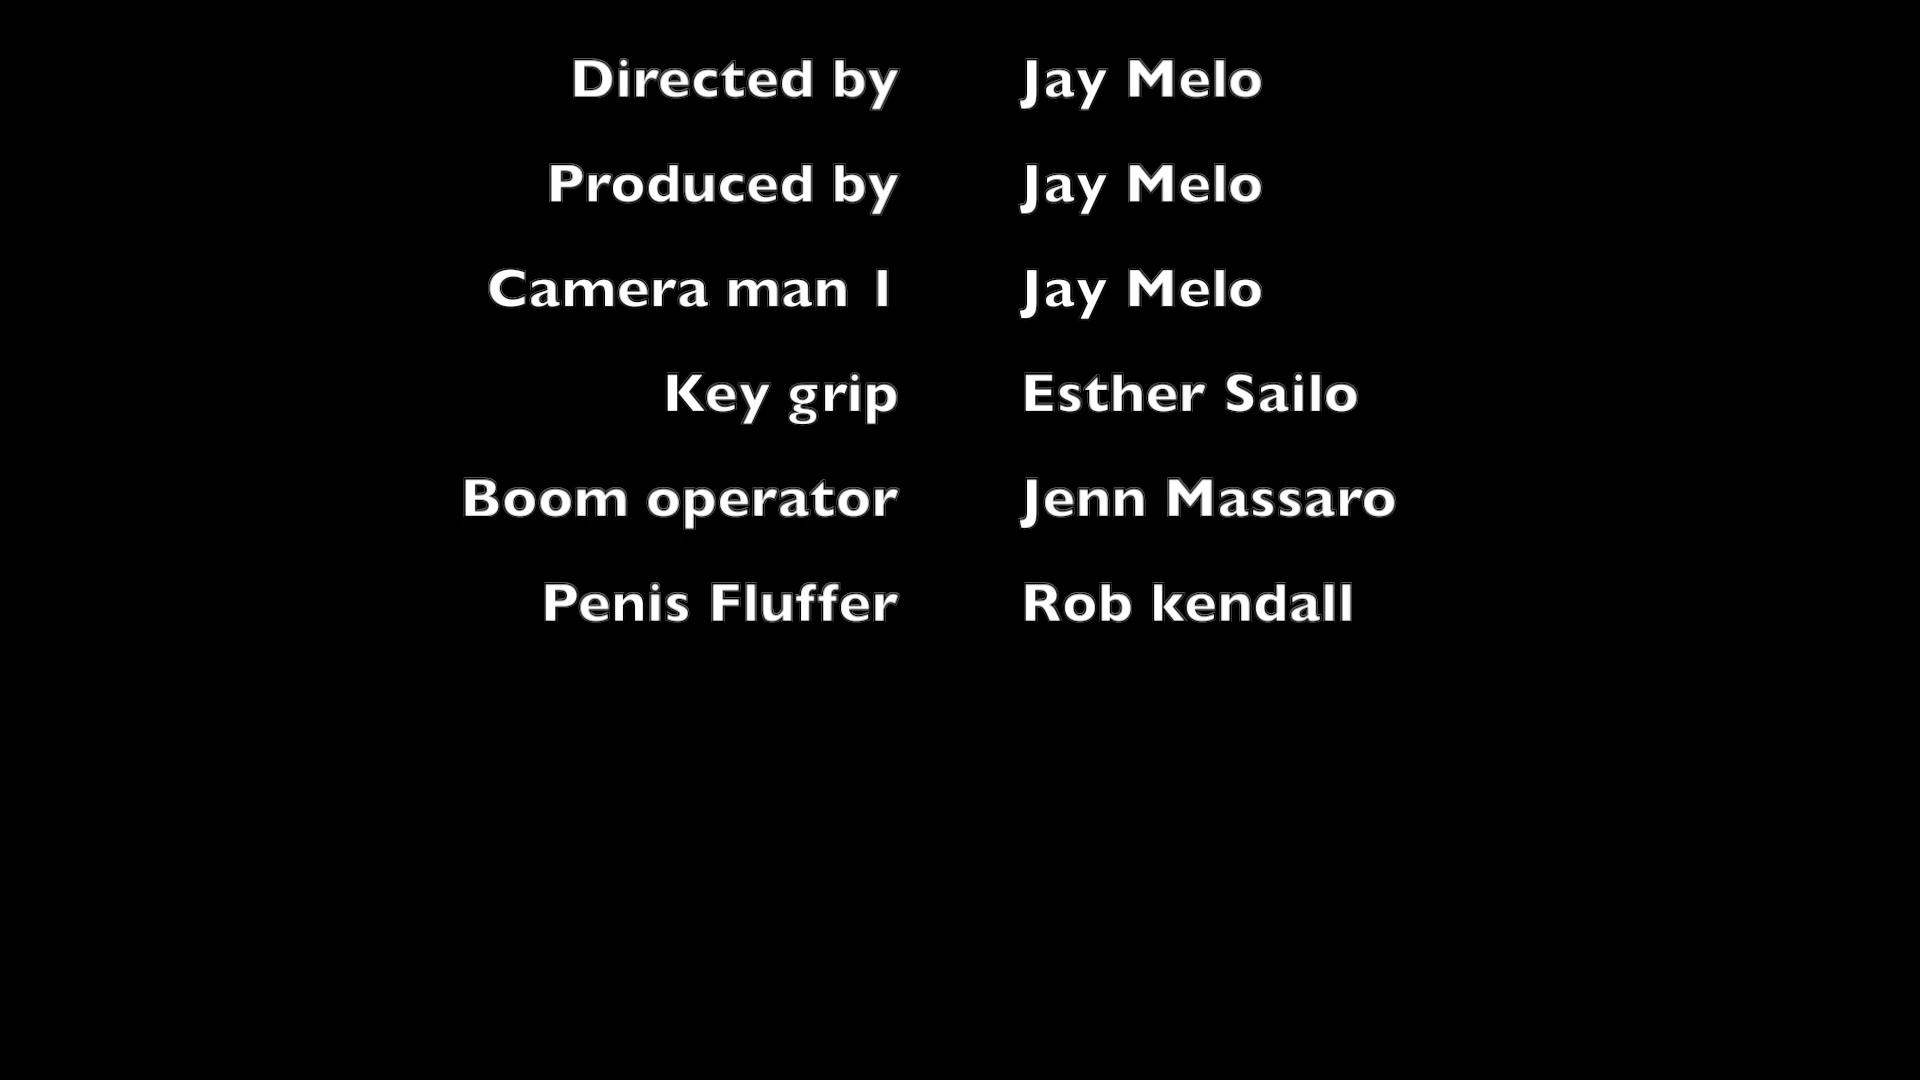 Directed by Jay Melo
Produced by Jay Melo
Camera man 1 Jay Melo
Key grip Esther Sailo
Boom operator Jenn Massaro
Penis Fluffer Rob kendall